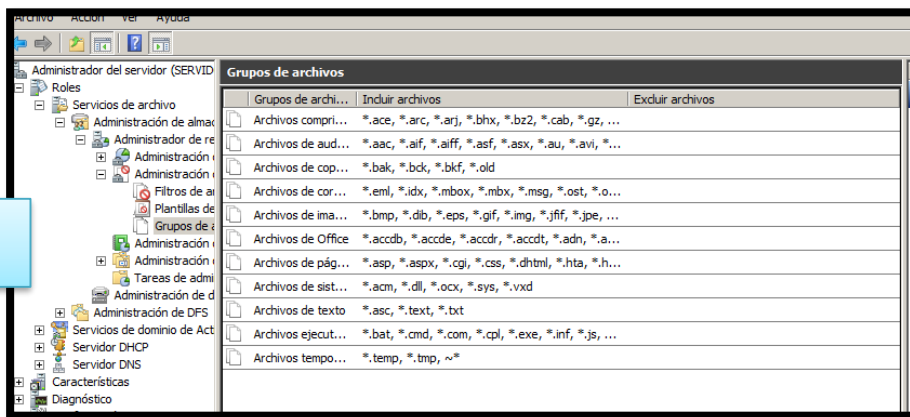 Archivo Acción Ver Ayuda
Administrador del servidor (SERVID
Roles
Servicios de archivo
Administración de almac
Administrador de re
Administración
Administración
Filtros de ar
Plantillas de
Grupos de a
Administración
Administración
Tareas de admi
Administración de d
Administración de DFS
Servicios de dominio de Act
Servidor DHCP
Servidor DNS
Características
Diagnóstico
Grupos de archivos
Grupos de archi... Incluir archivos Excluir archivos
Archivos compri... *.ace, *.arc, *.arj, *.bhx, *.bz2, *.cab, *.gz, ...
Archivos de aud... *.aac, *.aif, *.aiff, *.asf, *.asx, *.au, *.avi, *...
Archivos de cop... *.bak, *.bck, *.bkf, *.old
Archivos de cor... *.eml, *.idx, *.mbox, *.mbx, *.msg, *.ost, *.o...
Archivos de ima... *.bmp, *.dib, *.eps, *.gif, *.img, *.jfif, *.jpe, ...
Archivos de Office *.accdb, *.accde, *.accdr, *.accdt, *.adn, *.a...
Archivos de pág... *.asp, *.aspx, *.cgi, *.css, *.dhtml, *.hta, *.h...
Archivos de sist... *.acm, *.dll, *.ocx, *.sys, *.vxd
Archivos de texto *.asc, *.text, *.txt
Archivos ejecut... *.bat, *.cmd, *.com, *.cpl, *.exe, *.inf, *.js, ...
Archivos tempo... *.temp, *.tmp, ~*